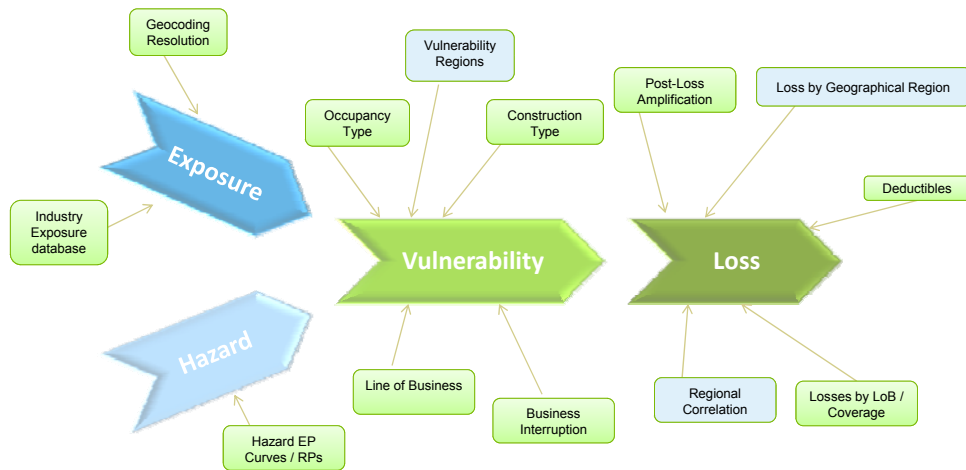 Geocoding
Resolution
Vulnerability
Regions
Post-Loss
Amplification
Loss by Geographical Region
Occupancy
Type
Construction
Type
Exposure
Deductibles
Industry
Exposure
database
Vulnerability
Loss
Hazard
Line of Business
Regional
Correlation
Losses by LoB /
Coverage
Business
Interruption
Hazard EP
Curves / RPs